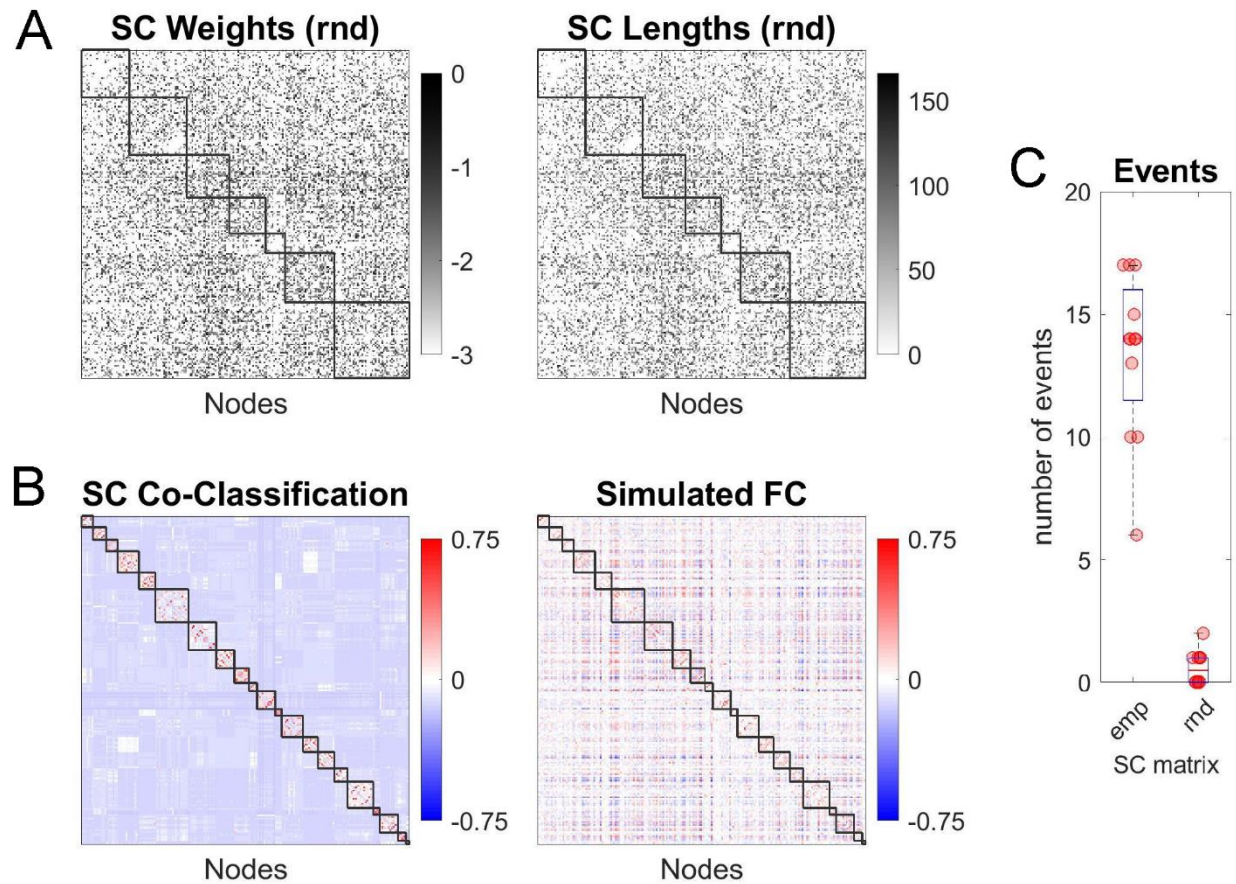 A
SC Weights (rnd)
0
-1
-2
-3
Nodes
SC Lengths (rnd)
150
100
50
0
Nodes
B
SC Co-Classification
0.75
0
-0.75
Nodes
Simulated FC
0.75
0
-0.75
Nodes
C
Events
20
15
10
5
0
number of events
emp
rnd
SC matrix